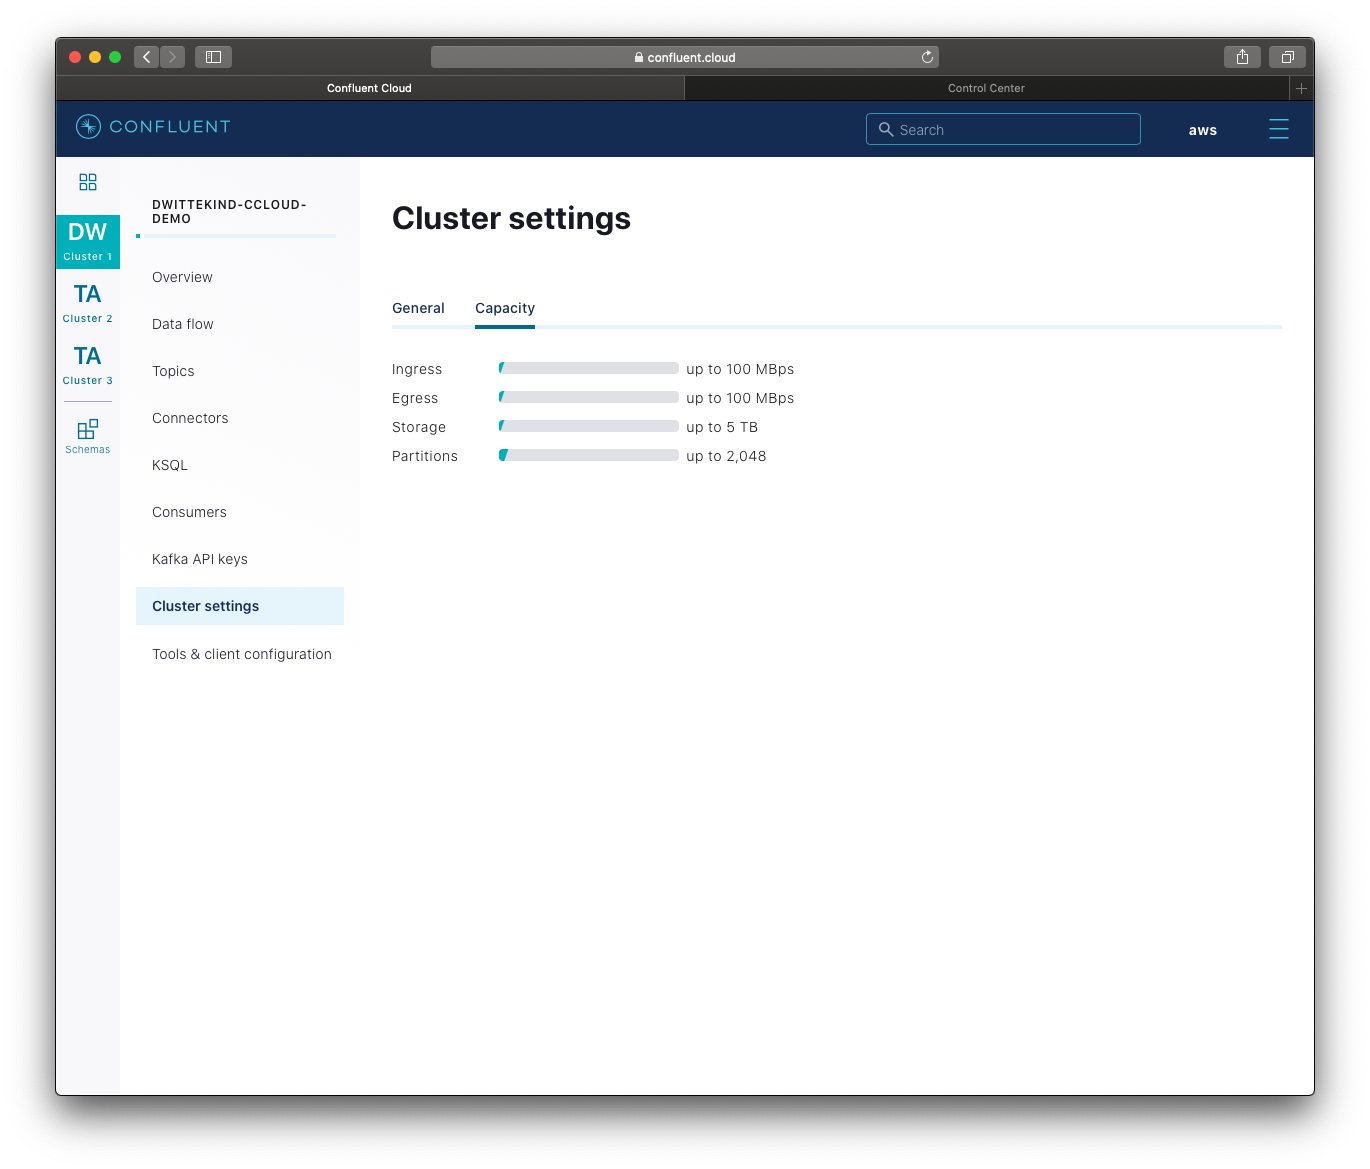 confluent.cloud
Confluent Cloud
Control Center
CONFLUENT
Search
aws
DW
Cluster 1
TA
Cluster 2
TA
Cluster 3
Schemas
DWITTEKIND-CCLOUD-
DEMO
Overview
Data flow
Topics
Connectors
KSQL
Consumers
Kafka API keys
Cluster settings
Tools & client configuration
Cluster settings
General Capacity
Ingress up to 100 MBps
Egress up to 100 MBps
Storage up to 5 TB
Partitions up to 2,048